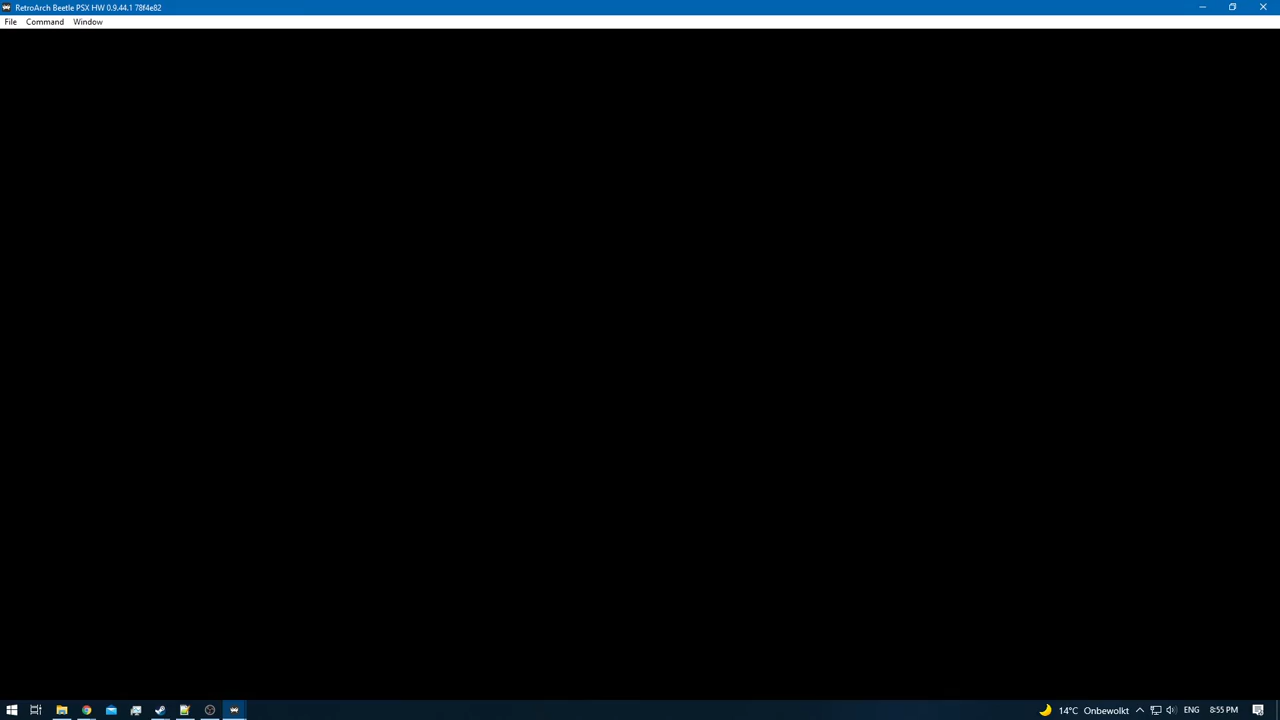 RetroArch Beetle PSX HW 0.9.44.1 78f4e82
File Command Window
14°C Onbewolkt ENG 8:55 PM